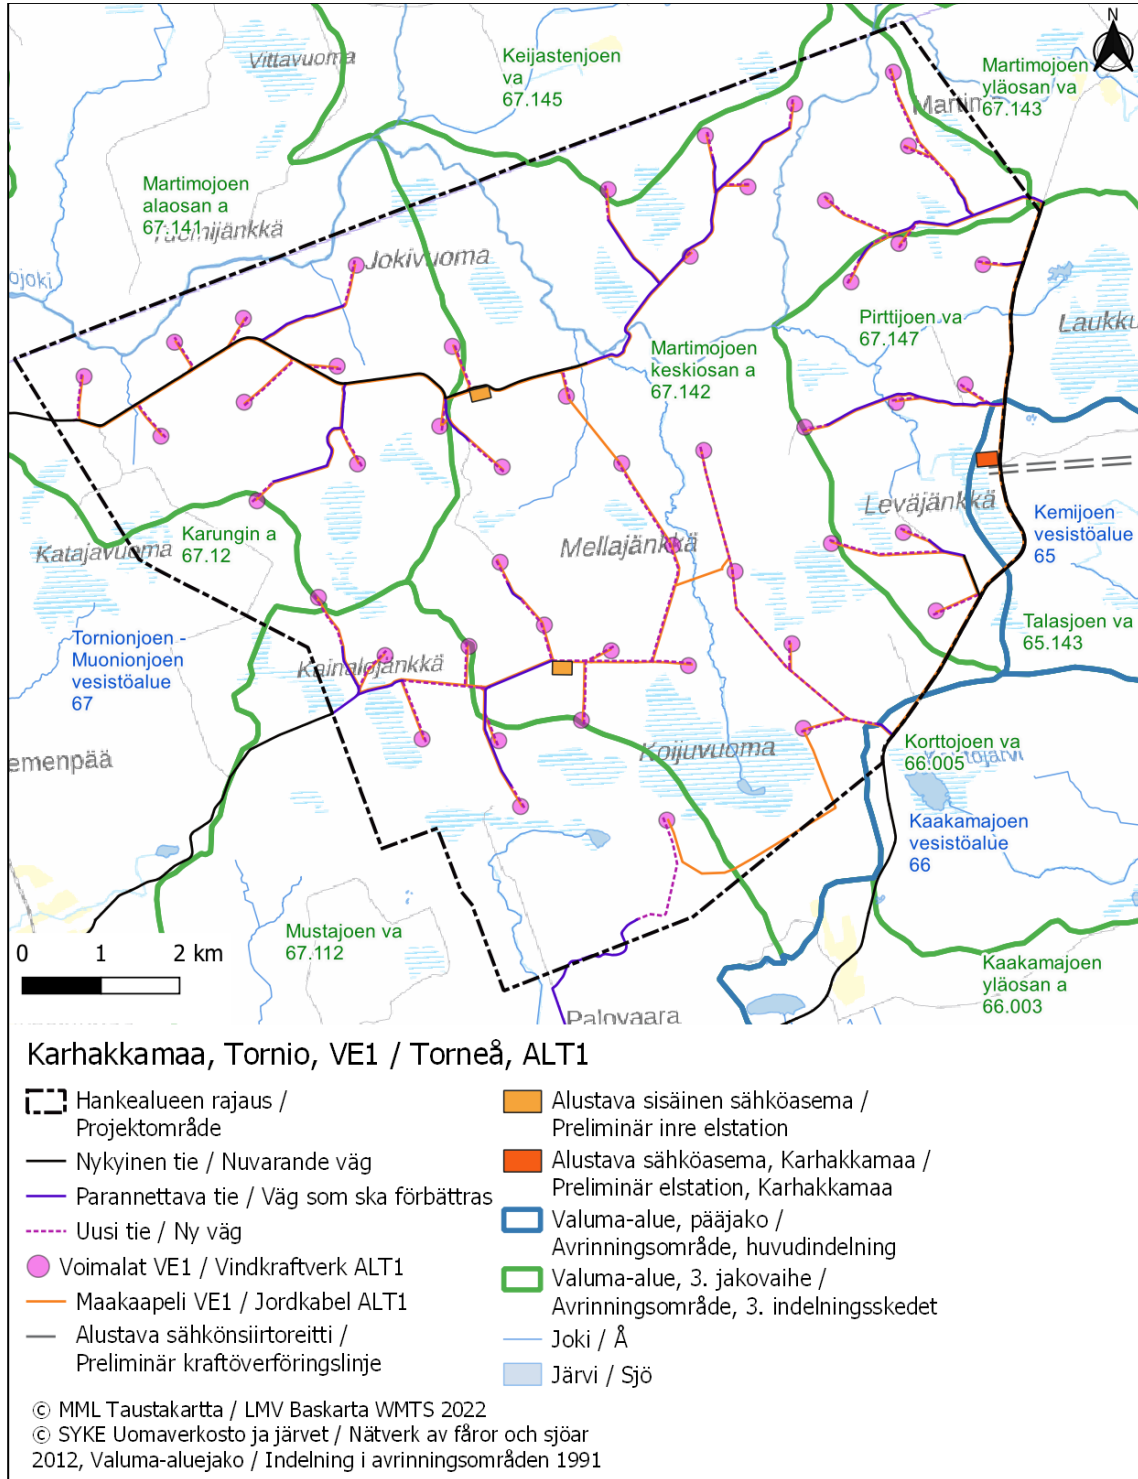 N
Vittavuoma
Keijastenjoen
va
67.145
Martimojoen
yläosan va
67.143
Martimojoen
alaosan a
67.141
Jokivuoma
Pirttijoen va
67.147
Martimojoen
keskiosan a
67.142
Karungin a
67.12
Katajavuoma
Mellajänkkä
Leväjänkkä
Kemijoen
vesistöalue
65
Tornionjoen -
Muonionjoen
vesistöalue
67
Kainalojänkkä
Talasjoen va
65.143
Koijuvuoma
Korttojoen va
66.005
emenpää
Kaakamajoen
vesistöalue
66
Mustajoen va
67.112
Kaakamajoen
yläosan a
66.003
Palovaara
0 1 2 km
Karhakkamaa, Tornio, VE1 / Torneå, ALT1
Hankealueen rajaus /
Projektområde
Nykyinen tie / Nuvarande väg
Parannettava tie / Väg som ska förbättras
Uusi tie / Ny väg
Voimalat VE1 / Vindkraftverk ALT1
Maakaapeli VE1 / Jordkabel ALT1
Alustava sähkönsiirtoreitti /
Preliminär kraftöverföringslinje
Alustava sisäinen sähköasema /
Preliminär inre elstation
Alustava sähköasema, Karhakkamaa /
Preliminär elstation, Karhakkamaa
Valuma-alue, pääjako /
Avrinningsområde, huvudindelning
Valuma-alue, 3. jakovaihe /
Avrinningsområde, 3. indelningsskedet
Joki / Å
Järvi / Sjö
© MML Taustakartta / LMV Baskarta WMTS 2022
© SYKE Uomaverkosto ja järvet / Nätverk av fåror och sjöar
2012, Valuma-aluejako / Indelning i avrinningsområden 1991